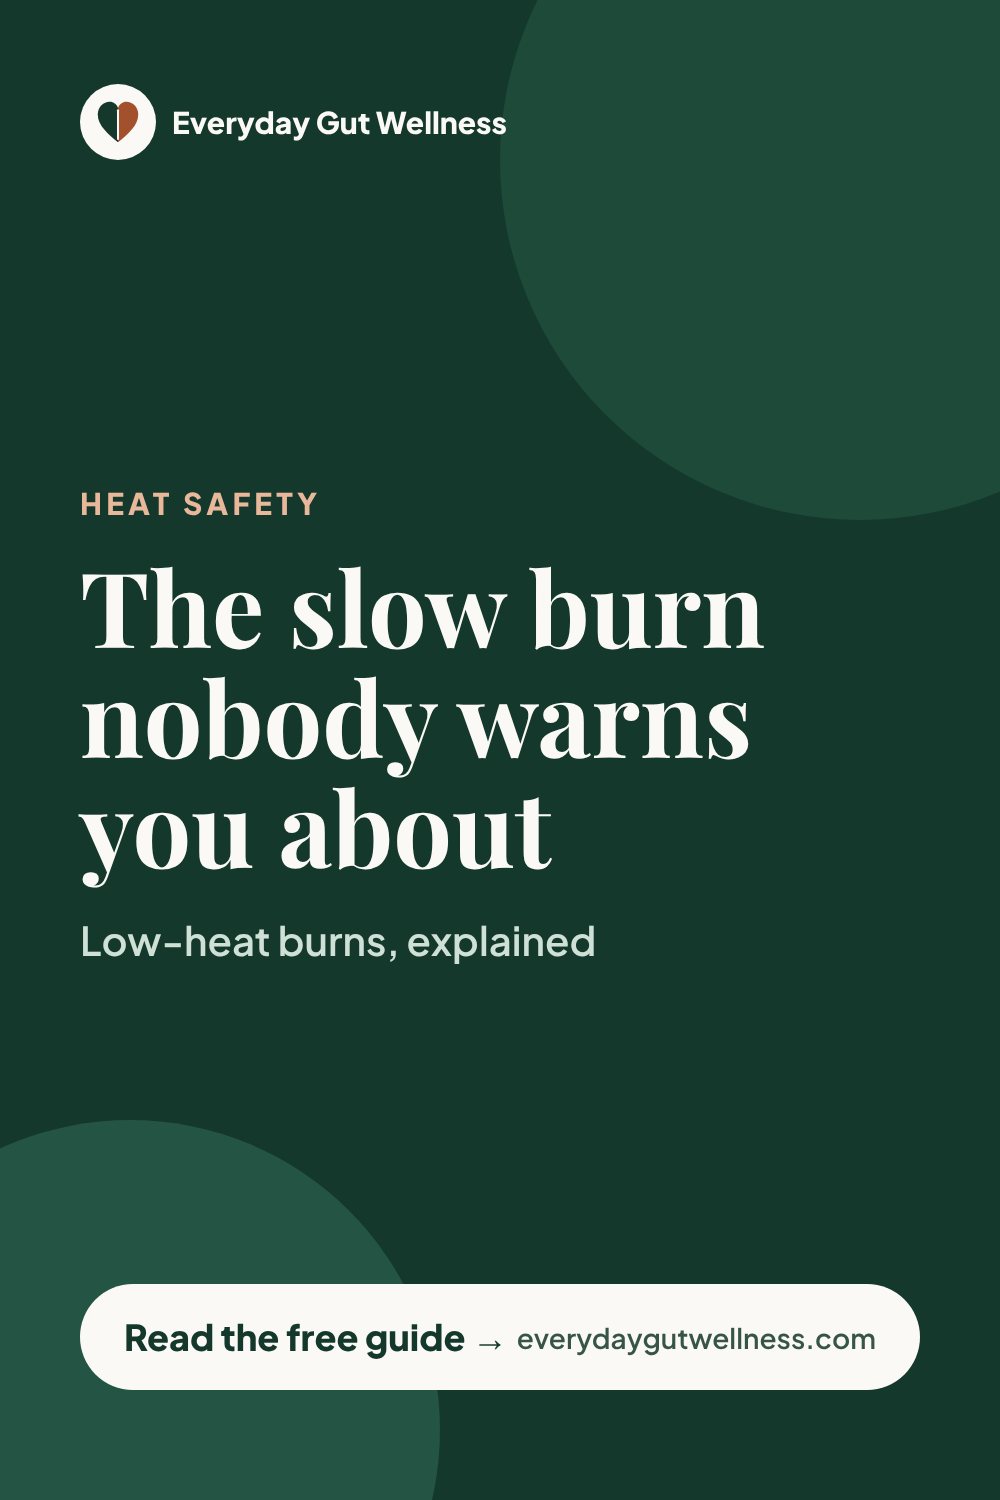 Everyday Gut Wellness
HEAT SAFETY
The slow burn
nobody warns
you about
Low-heat burns, explained
Read the free guide → everydaygutwellness.com